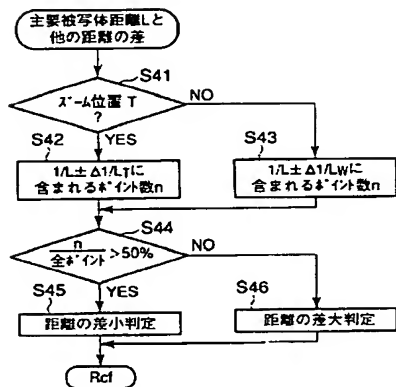 主要被写体距離Lと
他の距離の差
S41
ズーム位置 T
?
NO
S42
YES
S43
1/L±Δ1/LTに
含まれるポイント数n
1/L±Δ1/LWに
含まれるポイント数n
S44
n
全ポイント >50%
NO
S45
YES
S46
距離の差小判定
距離の差大判定
Rcf